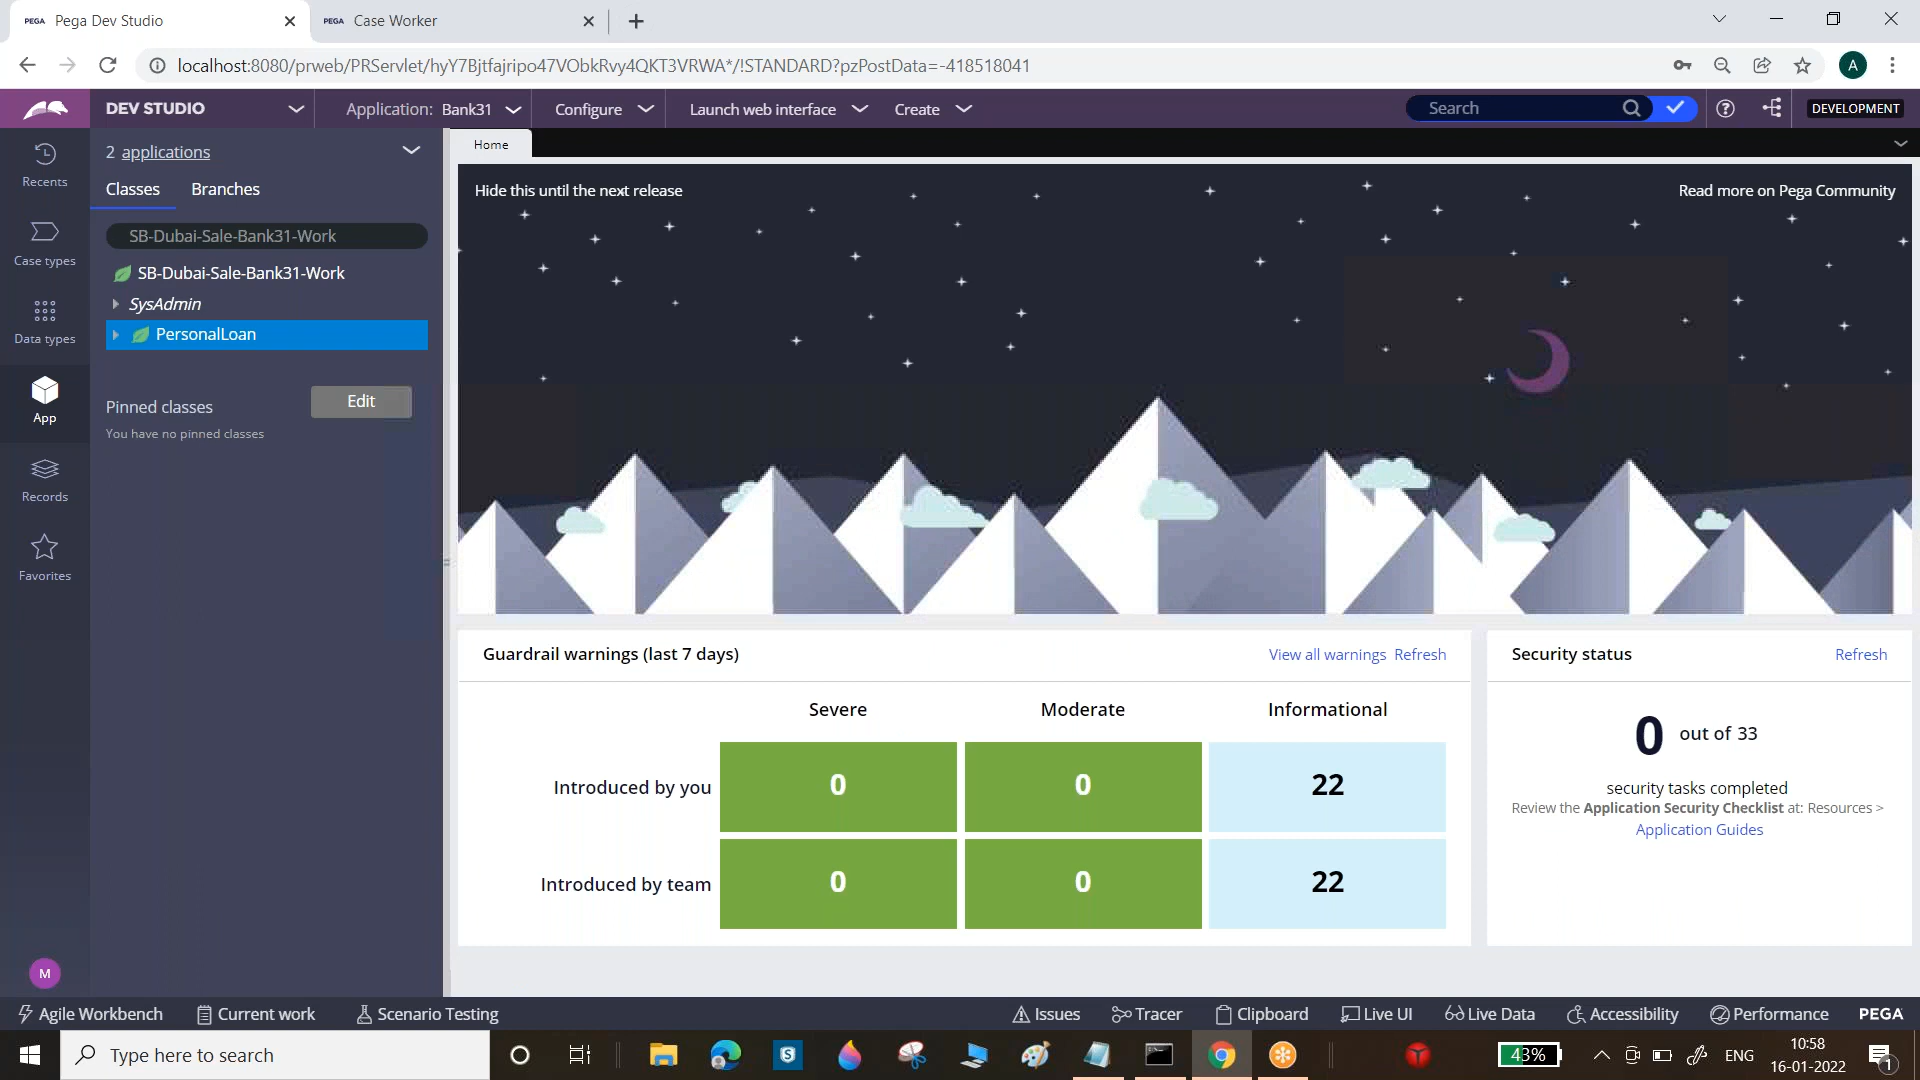 PEGA Pega Dev Studio
PEGA Case Worker
localhost:8080/prweb/PRServlet/hyY7Bjtfajripo47VObkRvy4QKT3VRWA*/!STANDARD?pzPostData=-418518041
A
DEV STUDIO
Application: Bank31
Configure
Launch web interface
Create
Search
DEVELOPMENT
Recents
Case types
Data types
App
Records
Favorites
M
2 applications
Classes
Branches
SB-Dubai-Sale-Bank31-Work
SB-Dubai-Sale-Bank31-Work
SysAdmin
PersonalLoan
Pinned classes
Edit
You have no pinned classes
Home
Hide this until the next release
Read more on Pega Community
Guardrail warnings (last 7 days)
View all warnings Refresh
Severe Moderate Informational
Introduced by you 0 0 22
Introduced by team 0 0 22
Security status
Refresh
0 out of 33
security tasks completed
Review the Application Security Checklist at: Resources >
Application Guides
Agile Workbench
Current work
Scenario Testing
Issues
Tracer
Clipboard
Live UI
Live Data
Accessibility
Performance
PEGA
Type here to search
43%
ENG
10:58
16-01-2022
1